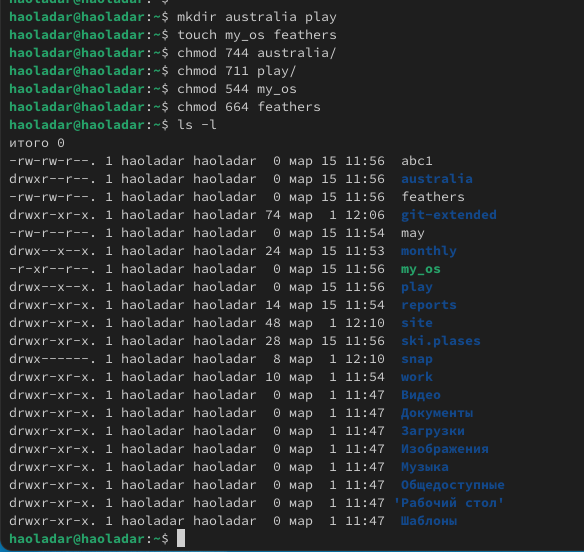 haoladar@haoladar:~$ mkdir australia play
haoladar@haoladar:~$ touch my_os feathers
haoladar@haoladar:~$ chmod 744 australia/
haoladar@haoladar:~$ chmod 711 play/
haoladar@haoladar:~$ chmod 544 my_os
haoladar@haoladar:~$ chmod 664 feathers
haoladar@haoladar:~$ ls -l
итого 0
-rw-rw-r--. 1 haoladar haoladar  0 мар 15 11:56  abc1
drwxr--r--. 1 haoladar haoladar  0 мар 15 11:56  australia
-rw-rw-r--. 1 haoladar haoladar  0 мар 15 11:56  feathers
drwxr-xr-x. 1 haoladar haoladar 74 мар  1 12:06  git-extended
-rw-r--r--. 1 haoladar haoladar  0 мар 15 11:54  may
drwx--x--x. 1 haoladar haoladar 24 мар 15 11:53  monthly
-r-xr--r--. 1 haoladar haoladar  0 мар 15 11:56  my_os
drwx--x--x. 1 haoladar haoladar  0 мар 15 11:56  play
drwxr-xr-x. 1 haoladar haoladar 14 мар 15 11:54  reports
drwxr-xr-x. 1 haoladar haoladar 48 мар  1 12:10  site
drwxr-xr-x. 1 haoladar haoladar 28 мар 15 11:56  ski.plases
drwx------. 1 haoladar haoladar  8 мар  1 12:10  snap
drwxr-xr-x. 1 haoladar haoladar 10 мар  1 11:54  work
drwxr-xr-x. 1 haoladar haoladar  0 мар  1 11:47  Видео
drwxr-xr-x. 1 haoladar haoladar  0 мар  1 11:47  Документы
drwxr-xr-x. 1 haoladar haoladar  0 мар  1 11:47  Загрузки
drwxr-xr-x. 1 haoladar haoladar  0 мар  1 11:47  Изображения
drwxr-xr-x. 1 haoladar haoladar  0 мар  1 11:47  Музыка
drwxr-xr-x. 1 haoladar haoladar  0 мар  1 11:47  Общедоступные
drwxr-xr-x. 1 haoladar haoladar  0 мар  1 11:47 'Рабочий стол'
drwxr-xr-x. 1 haoladar haoladar  0 мар  1 11:47  Шаблоны
haoladar@haoladar:~$